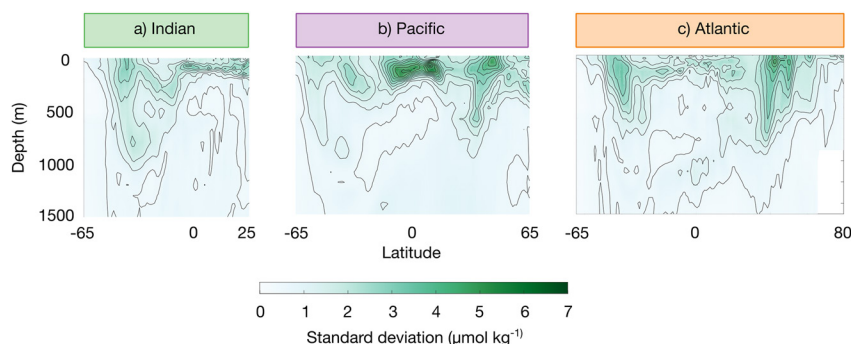 a) Indian
b) Pacific
c) Atlantic
0
500
1000
1500
Depth (m)
-65 0 25
-65 0 65
-65 0 80
Latitude
0 1 2 3 4 5 6 7
Standard deviation (µmol kg⁻¹)